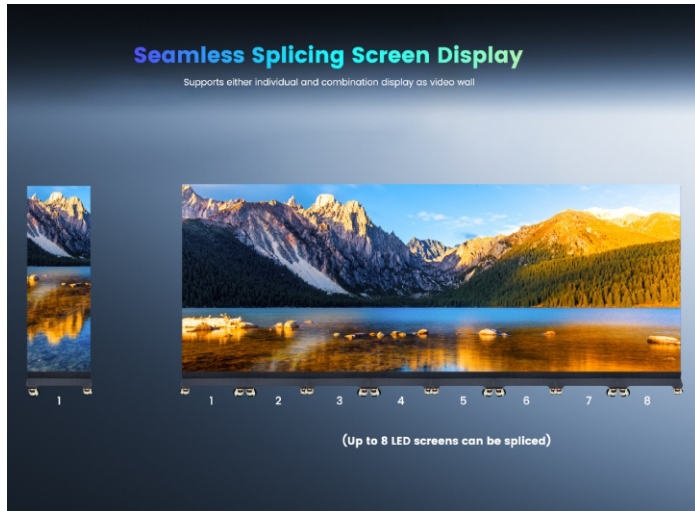 Seamless Splicing Screen Display
Supports either individual and combination display as video wall
1
1 2 3 4 5 6 7 8
(Up to 8 LED screens can be spliced)